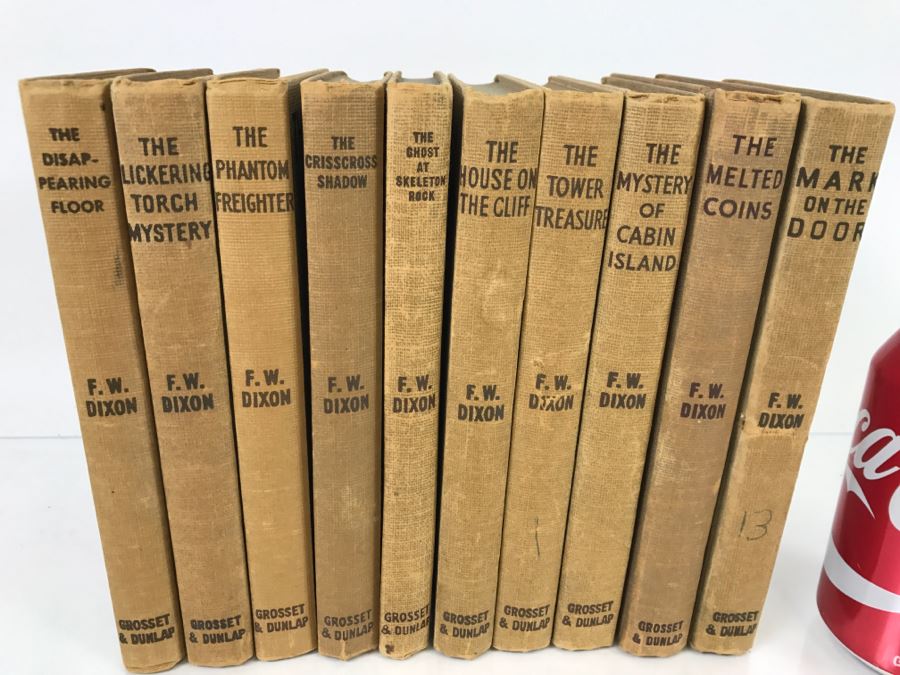 THE
DISAP-
PEARING
FLOOR
F. W.
DIXON
GROSSET
& DUNLAP
THE
LICKERING
TORCH
MYSTERY
F. W.
DIXON
GROSSET
& DUNLAP
THE
PHANTOM
FREIGHTER
F. W.
DIXON
GROSSET
& DUNLAP
THE
CRISSCROSS
SHADOW
F. W.
DIXON
GROSSET
& DUNLAP
THE
GHOST
AT
SKELETON
ROCK
F. W.
DIXON
GROSSET
& DUNLAP
THE
HOUSE ON
THE CLIFF
F. W.
DIXON
GROSSET
& DUNLAP
THE
TOWER
TREASURE
F. W.
DIXON
1
GROSSET
& DUNLAP
THE
MYSTERY
OF
CABIN
ISLAND
F. W.
DIXON
GROSSET
& DUNLAP
THE
MELTED
COINS
F. W.
DIXON
GROSSET
& DUNLAP
THE
MARK
ON THE
DOOR
F. W.
DIXON
13
GROSSET
& DUNLAP